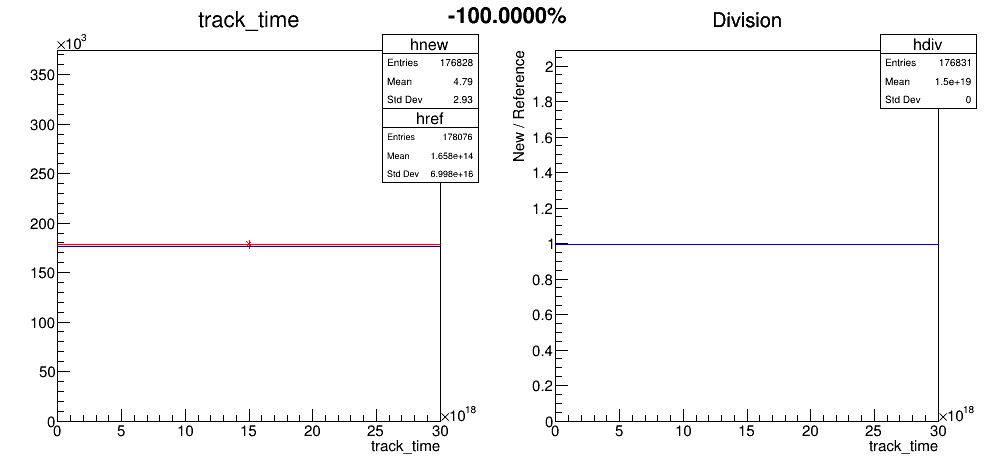 -100.0000%
track_time
×10³
hnew
Entries 176828
Mean 4.79
Std Dev 2.93
href
Entries 178076
Mean 1.658e+14
Std Dev 6.998e+16
350
300
250
200
150
100
50
0
0 5 10 15 20 25 30
×10¹⁸
track_time
Division
hdiv
Entries 176831
Mean 1.5e+19
Std Dev 0
New / Reference
2
1.8
1.6
1.4
1.2
1
0.8
0.6
0.4
0.2
0
0 5 10 15 20 25 30
×10¹⁸
track_time